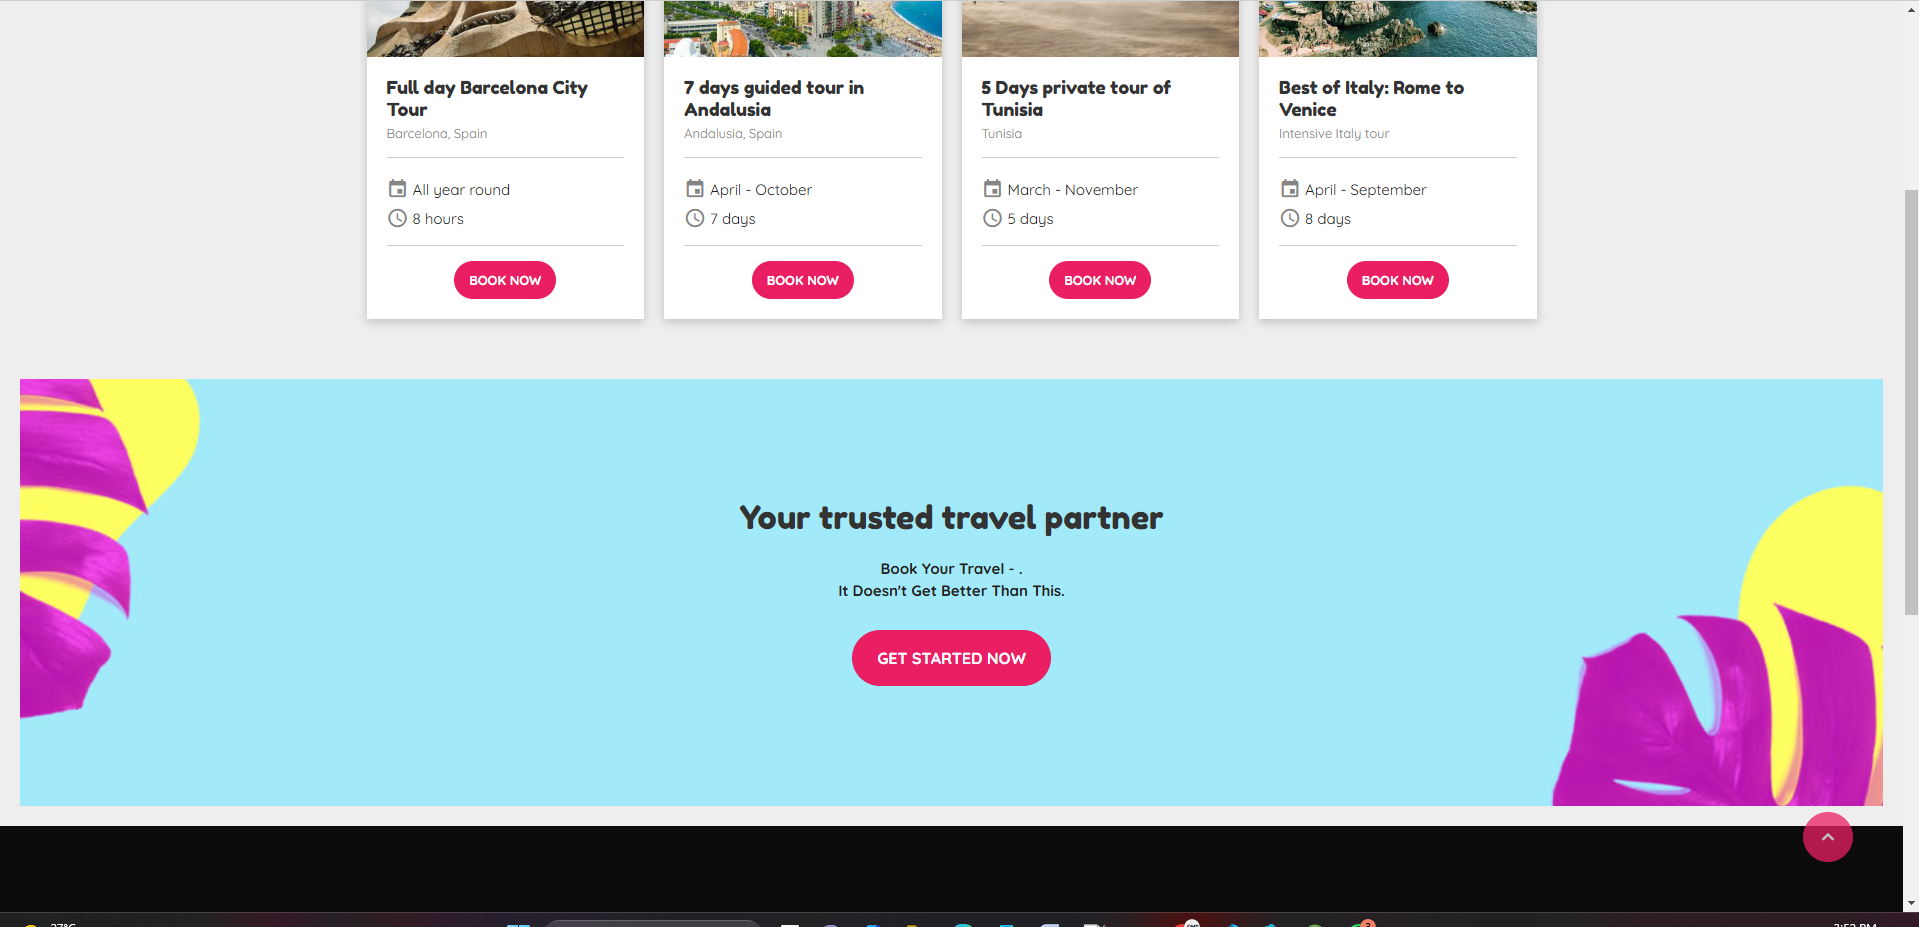 Full day Barcelona City
Tour
Barcelona, Spain
All year round
8 hours
BOOK NOW
7 days guided tour in
Andalusia
Andalusia, Spain
April - October
7 days
BOOK NOW
5 Days private tour of
Tunisia
Tunisia
March - November
5 days
BOOK NOW
Best of Italy: Rome to
Venice
Intensive Italy tour
April - September
8 days
BOOK NOW
Your trusted travel partner
Book Your Travel - .
It Doesn't Get Better Than This.
GET STARTED NOW